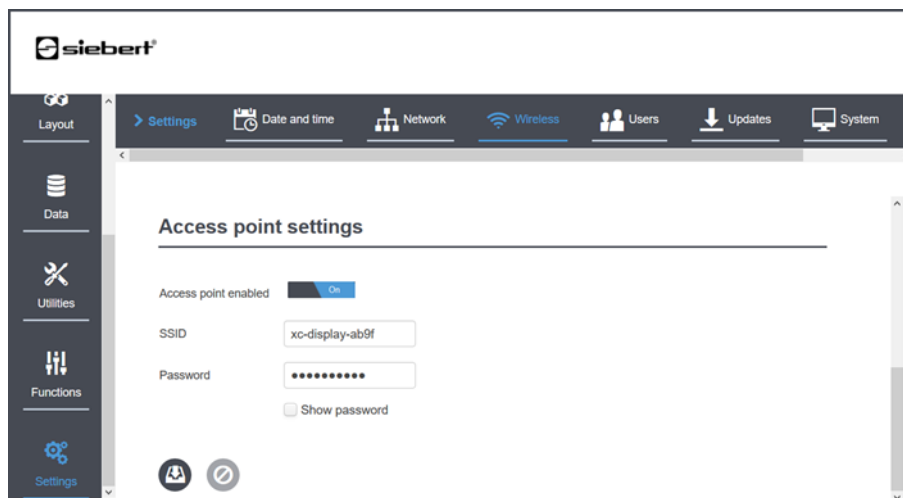 siebert®
Layout
Settings
Date and time
Network
Wireless
Users
Updates
System
Data
Utilities
Functions
Settings
Access point settings
Access point enabled
On
SSID
xc-display-ab9f
Password
••••••••••
Show password